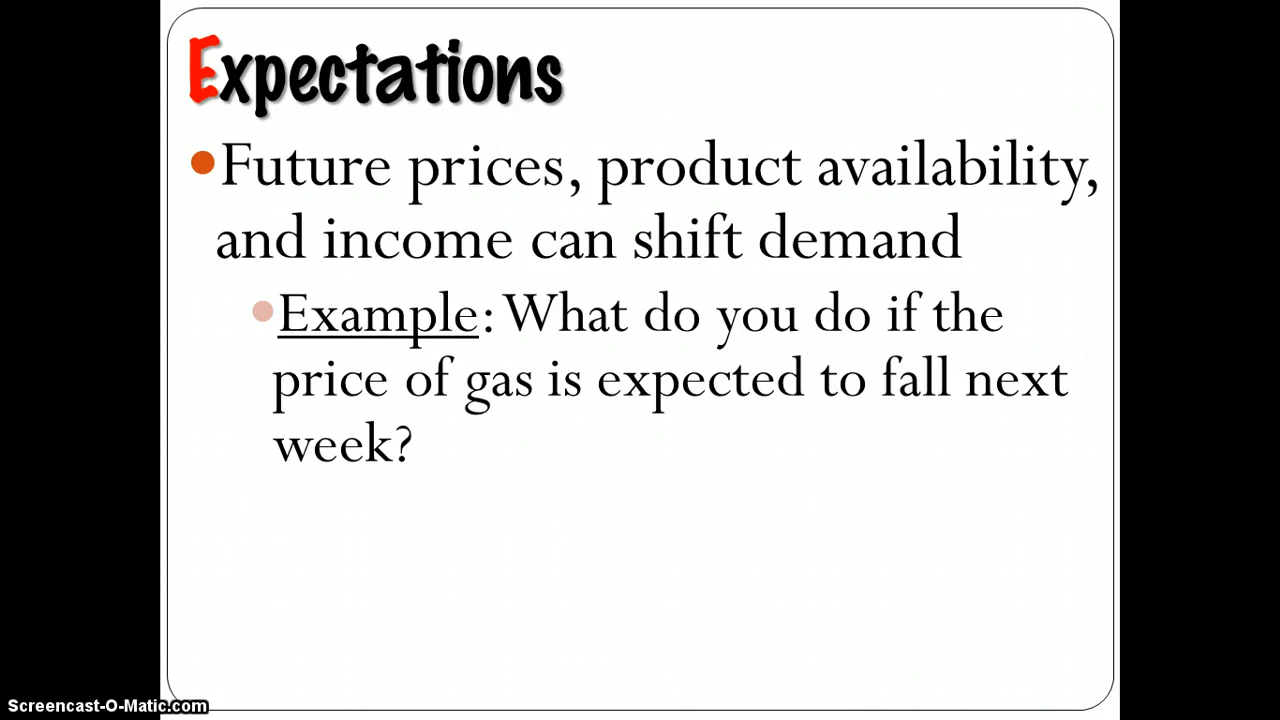 Expectations
Future prices, product availability,
and income can shift demand
Example: What do you do if the
price of gas is expected to fall next
week?
Screencast-O-Matic.com